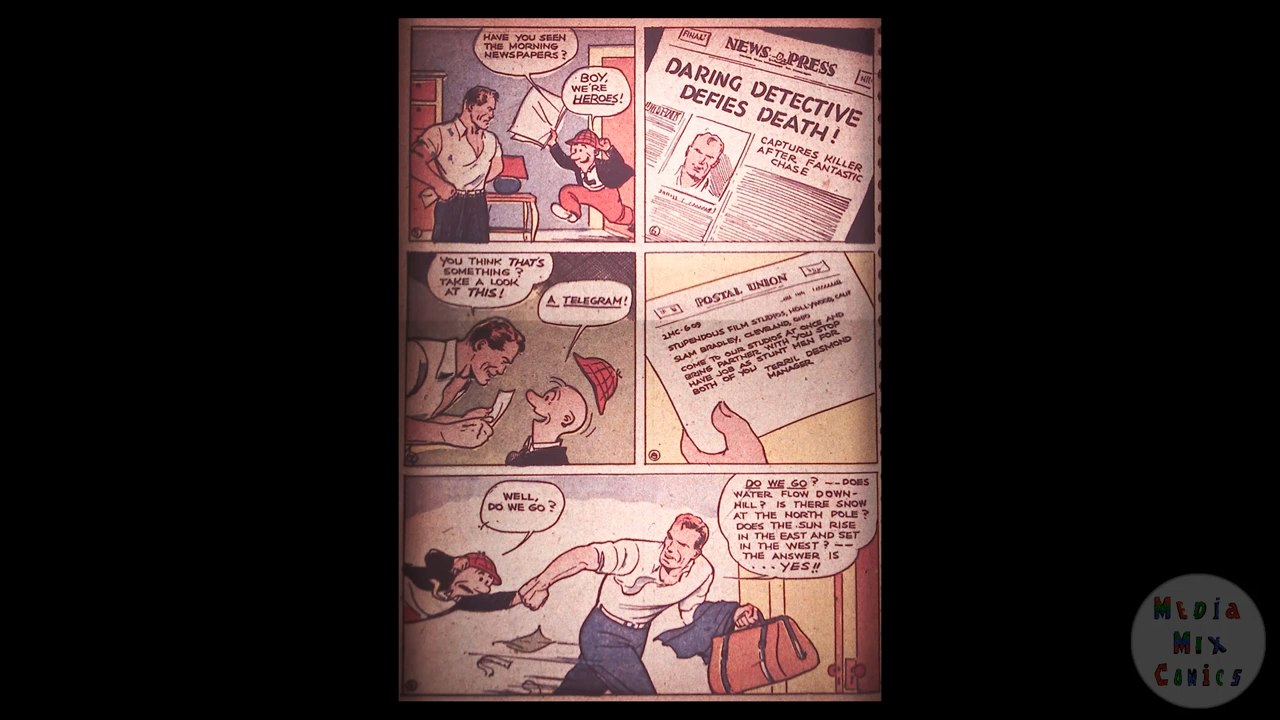 HAVE YOU SEEN
THE MORNING
NEWSPAPERS?
BOY,
WE'RE
HEROES!
FINAL!
NEWS PRESS
DARING DETECTIVE
DEFIES DEATH!
CAPTURES KILLER
AFTER FANTASTIC
CHASE
YOU THINK THAT'S
SOMETHING?
TAKE A LOOK
AT THIS!
A TELEGRAM!
POSTAL UNION
2MC-609
STUPENDOUS FILM STUDIOS, HOLLYWOOD, CALIF
SLAM BRADLEY, CLEVELAND, OHIO
COME TO OUR STUDIOS AT ONCE AND
BRING PARTNER WITH YOU STOP
HAVE JOB AS STUNT MEN FOR
BOTH OF YOU TERRIL DESMOND
MANAGER
WELL,
DO WE GO?
DO WE GO? -- DOES
WATER FLOW DOWN-
HILL? IS THERE SNOW
AT THE NORTH POLE?
DOES THE SUN RISE
IN THE EAST AND SET
IN THE WEST? --
THE ANSWER IS
...YES!!
MEDiA
MiX
COMiCS